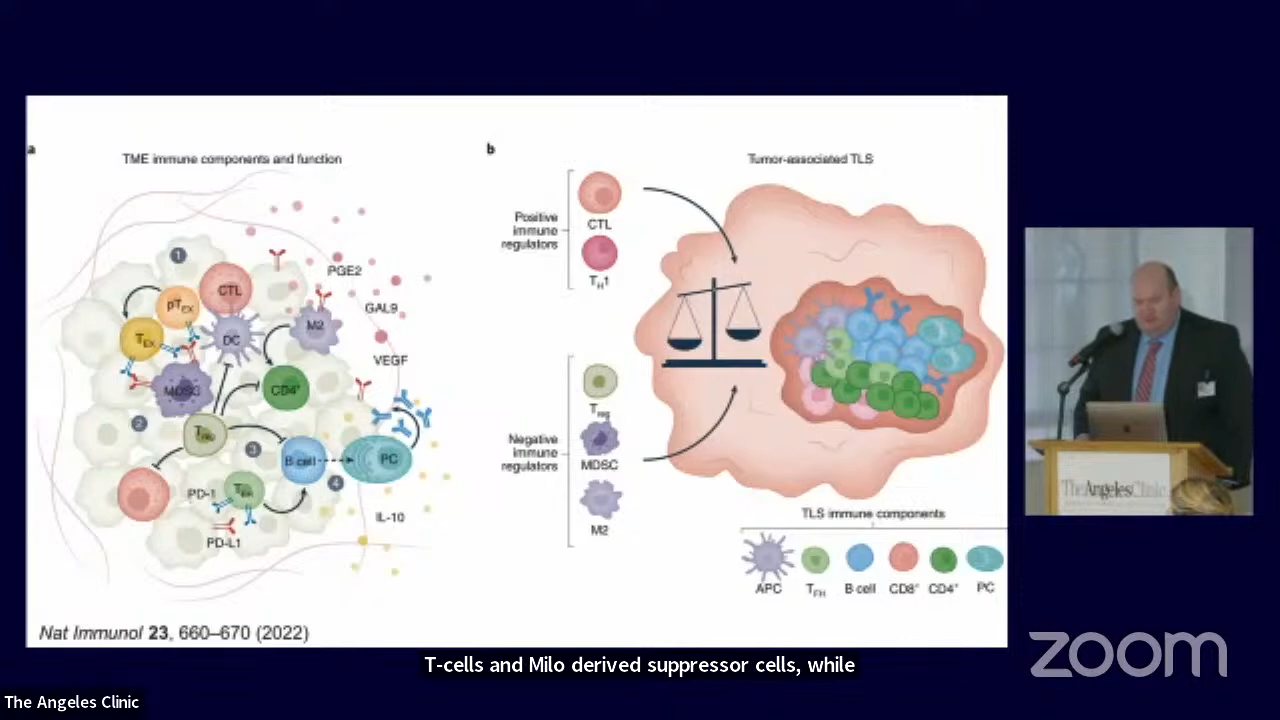 a
TME immune components and function
1
pTEX
CTL
PGE2
TEX
DC
M2
GAL9
VEGF
MDSC
CD4+
2
3
B cell
PC
4
PD-1
TFH
IL-10
PD-L1
b
Tumor-associated TLS
Positive
immune
regulators
CTL
TH1
Treg
Negative
immune
regulators
MDSC
M2
TLS immune components
APC
TFH
B cell
CD8+
CD4+
PC
Nat Immunol 23, 660–670 (2022)
TheAngelesClinic
T-cells and Milo derived suppressor cells, while
zoom
The Angeles Clinic